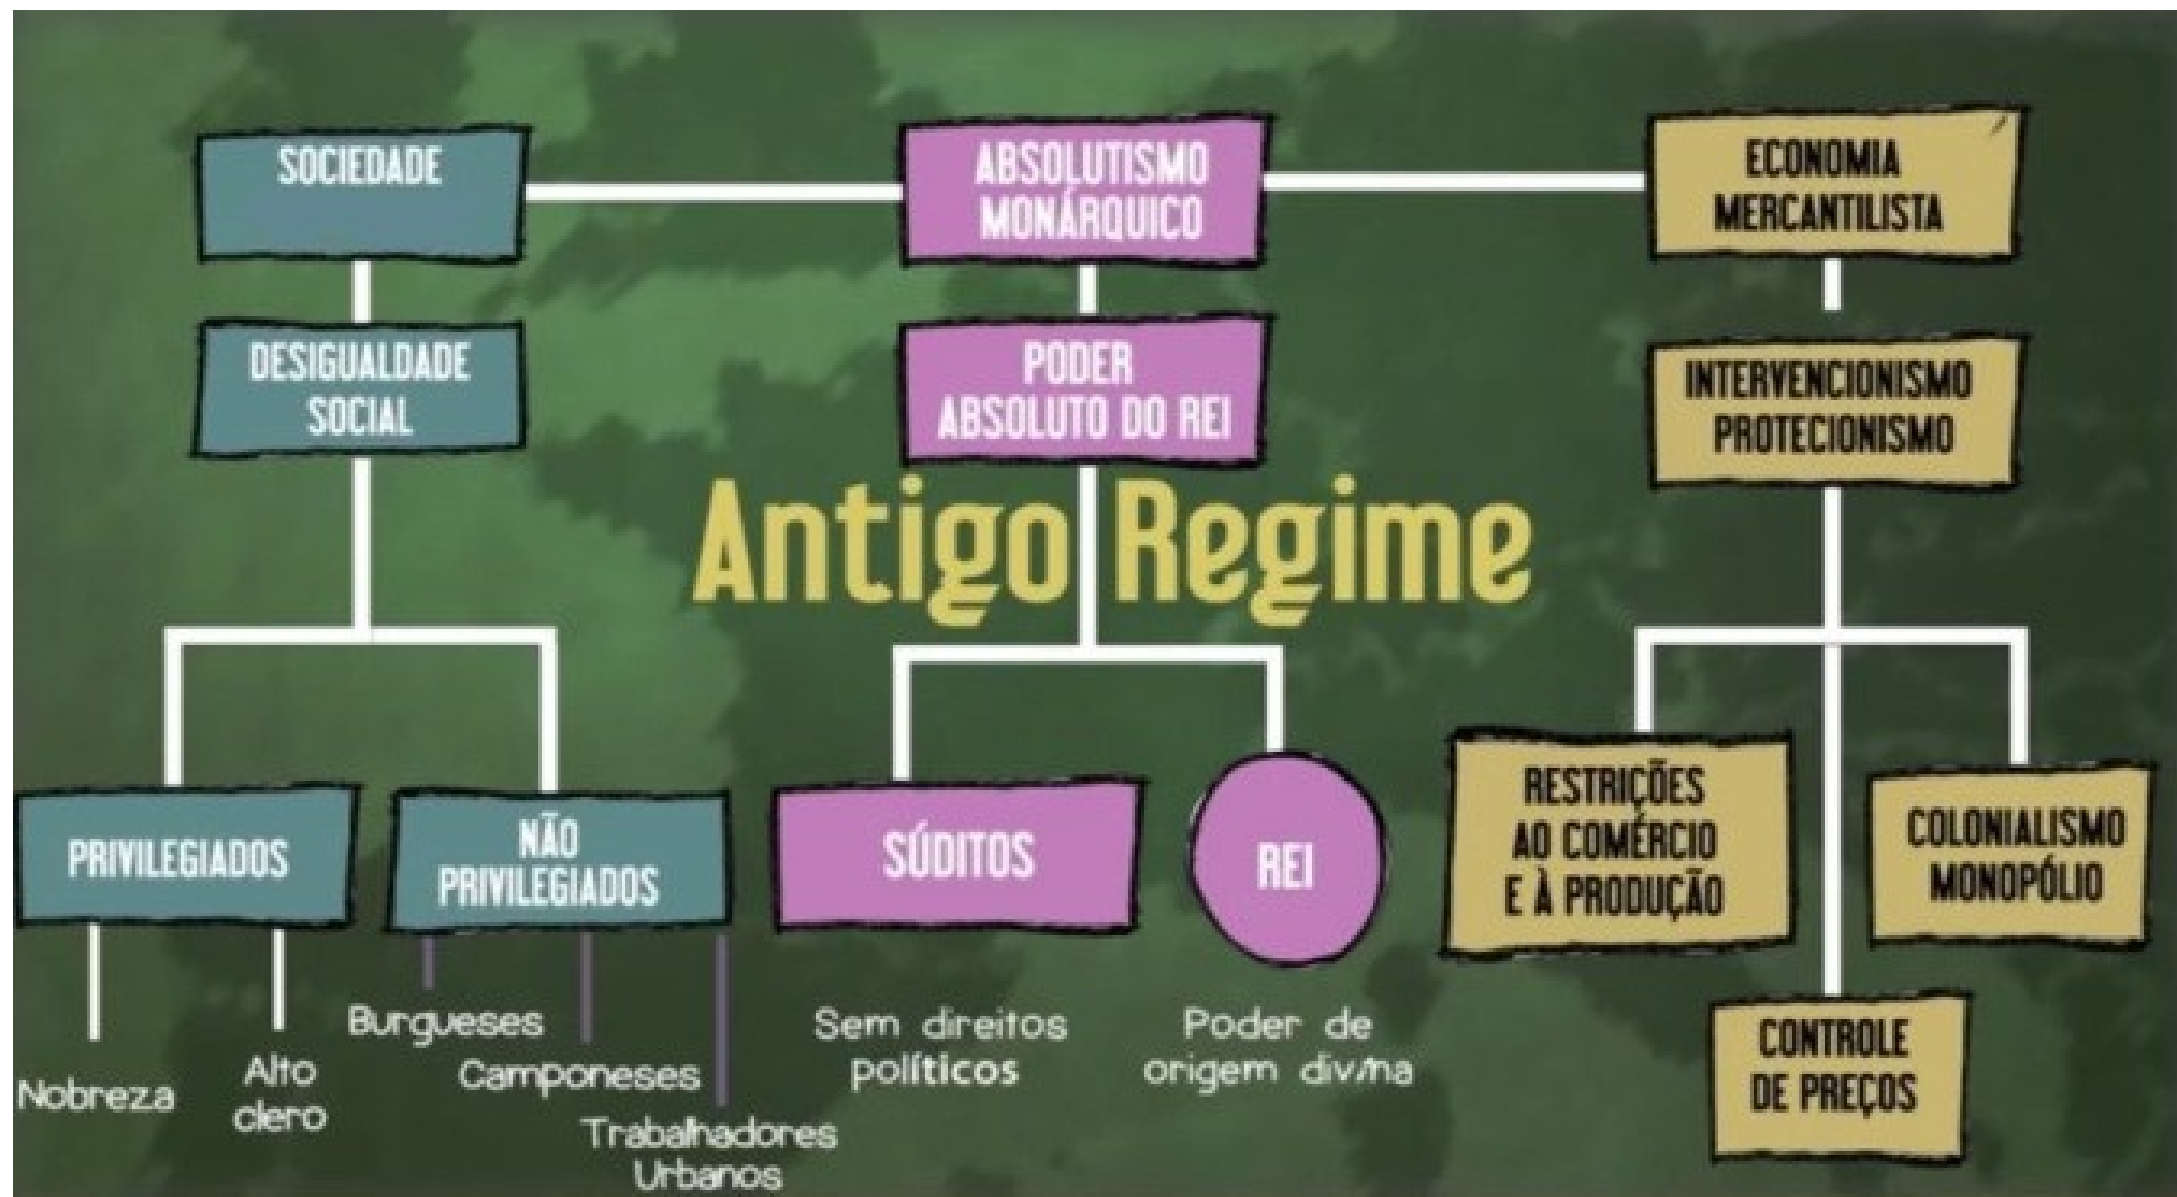 SOCIEDADE
ABSOLUTISMO
MONÁRQUICO
ECONOMIA
MERCANTILISTA
DESIGUALDADE
SOCIAL
PODER
ABSOLUTO DO REI
INTERVENCIONISMO
PROTECIONISMO
Antigo Regime
PRIVILEGIADOS
NÃO
PRIVILEGIADOS
SÚDITOS
REI
RESTRIÇÕES
AO COMÉRCIO
E À PRODUÇÃO
COLONIALISMO
MONOPÓLIO
Nobreza
Alto
clero
Burgueses
Camponeses
Trabalhadores
Urbanos
Sem direitos
políticos
Poder de
origem divina
CONTROLE
DE PREÇOS